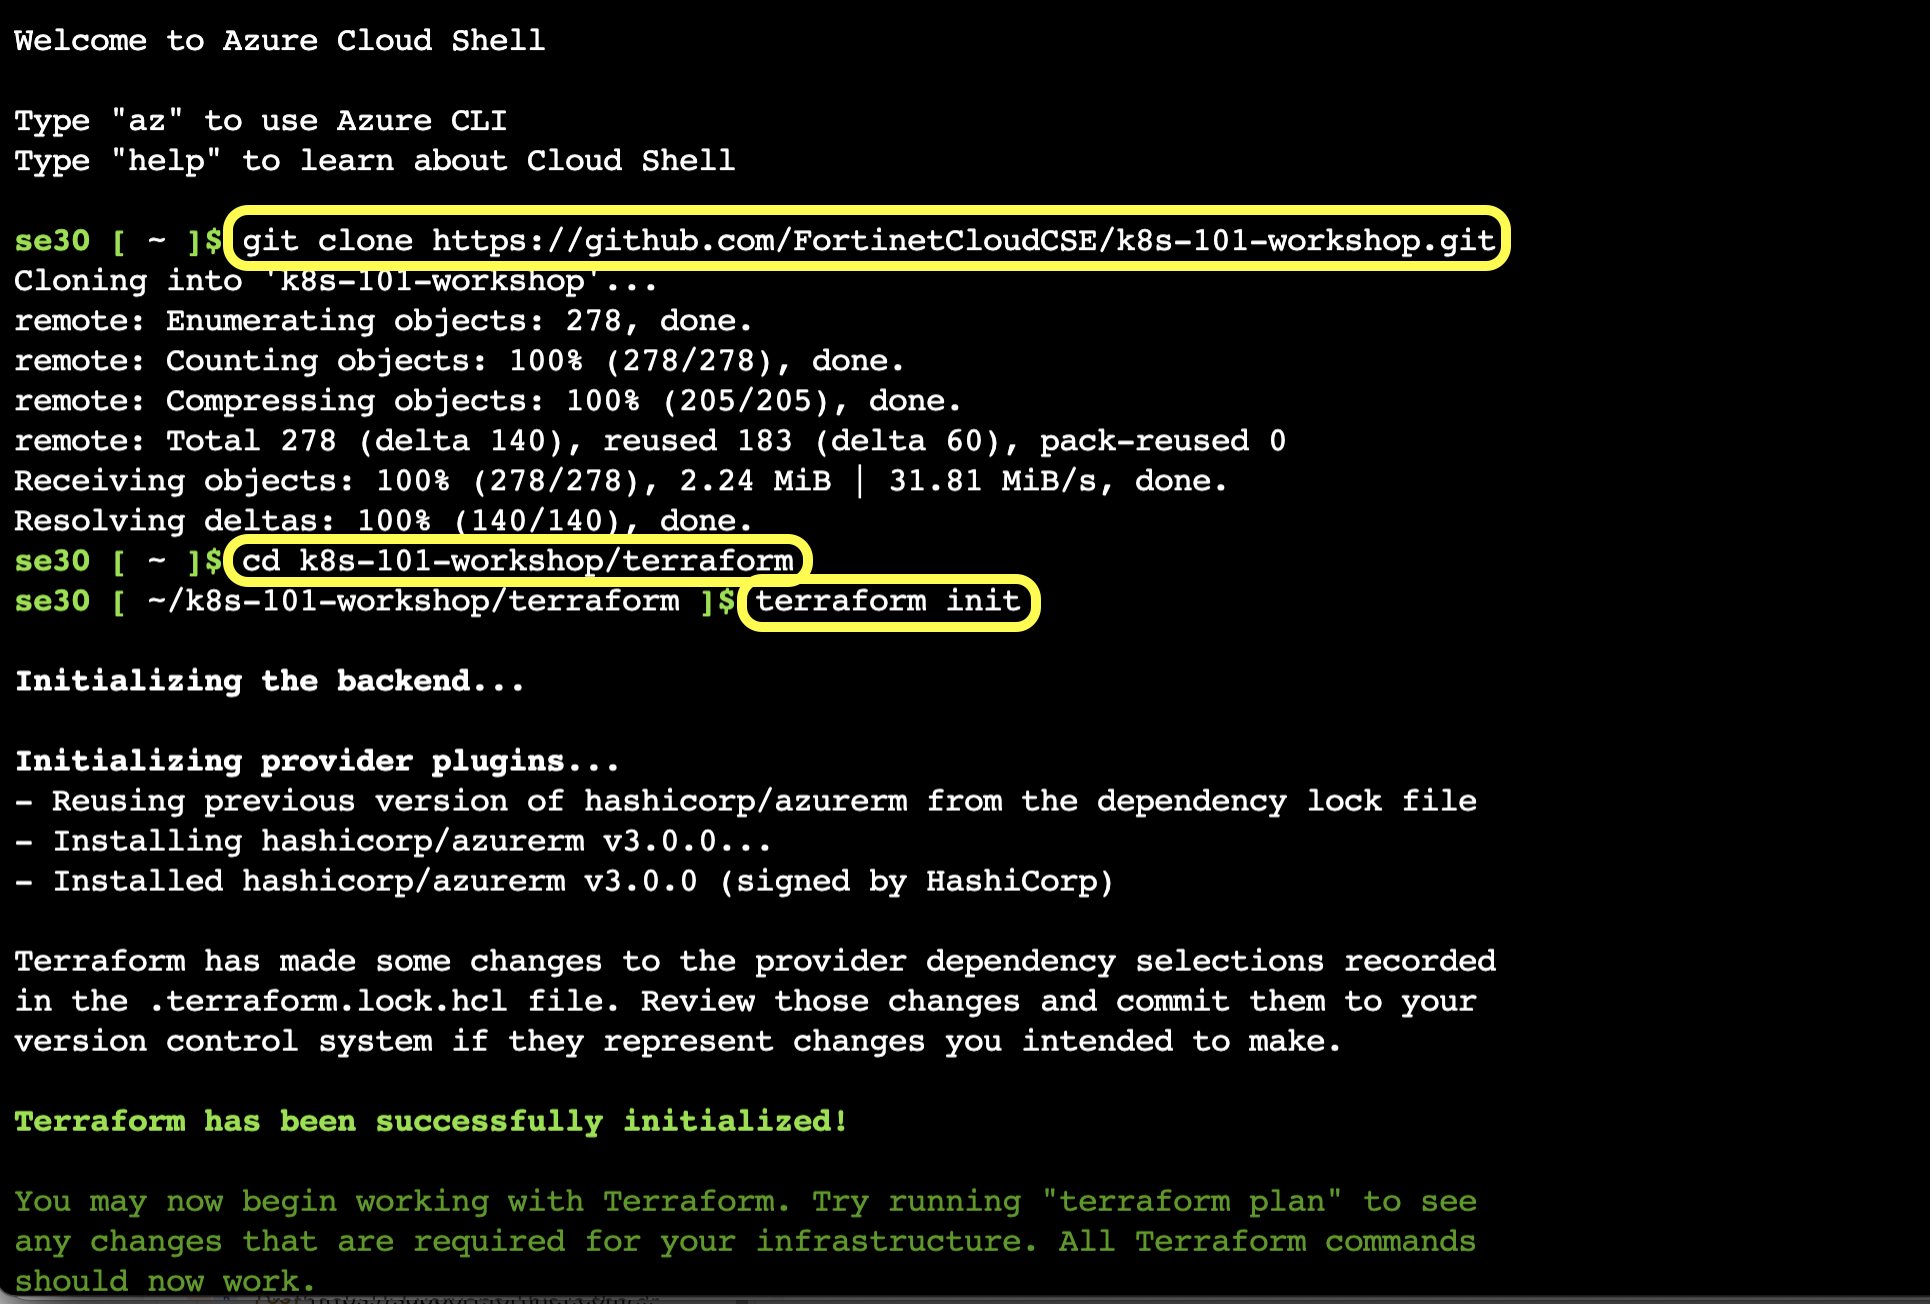 Welcome to Azure Cloud Shell
Type "az" to use Azure CLI
Type "help" to learn about Cloud Shell
se30 [ ~ ]$ git clone https://github.com/FortinetCloudCSE/k8s-101-workshop.git
Cloning into 'k8s-101-workshop'...
remote: Enumerating objects: 278, done.
remote: Counting objects: 100% (278/278), done.
remote: Compressing objects: 100% (205/205), done.
remote: Total 278 (delta 140), reused 183 (delta 60), pack-reused 0
Receiving objects: 100% (278/278), 2.24 MiB | 31.81 MiB/s, done.
Resolving deltas: 100% (140/140), done.
se30 [ ~ ]$ cd k8s-101-workshop/terraform
se30 [ ~/k8s-101-workshop/terraform ]$ terraform init
Initializing the backend...
Initializing provider plugins...
- Reusing previous version of hashicorp/azurerm from the dependency lock file
- Installing hashicorp/azurerm v3.0.0...
- Installed hashicorp/azurerm v3.0.0 (signed by HashiCorp)
Terraform has made some changes to the provider dependency selections recorded
in the .terraform.lock.hcl file. Review those changes and commit them to your
version control system if they represent changes you intended to make.
Terraform has been successfully initialized!
You may now begin working with Terraform. Try running "terraform plan" to see
any changes that are required for your infrastructure. All Terraform commands
should now work.